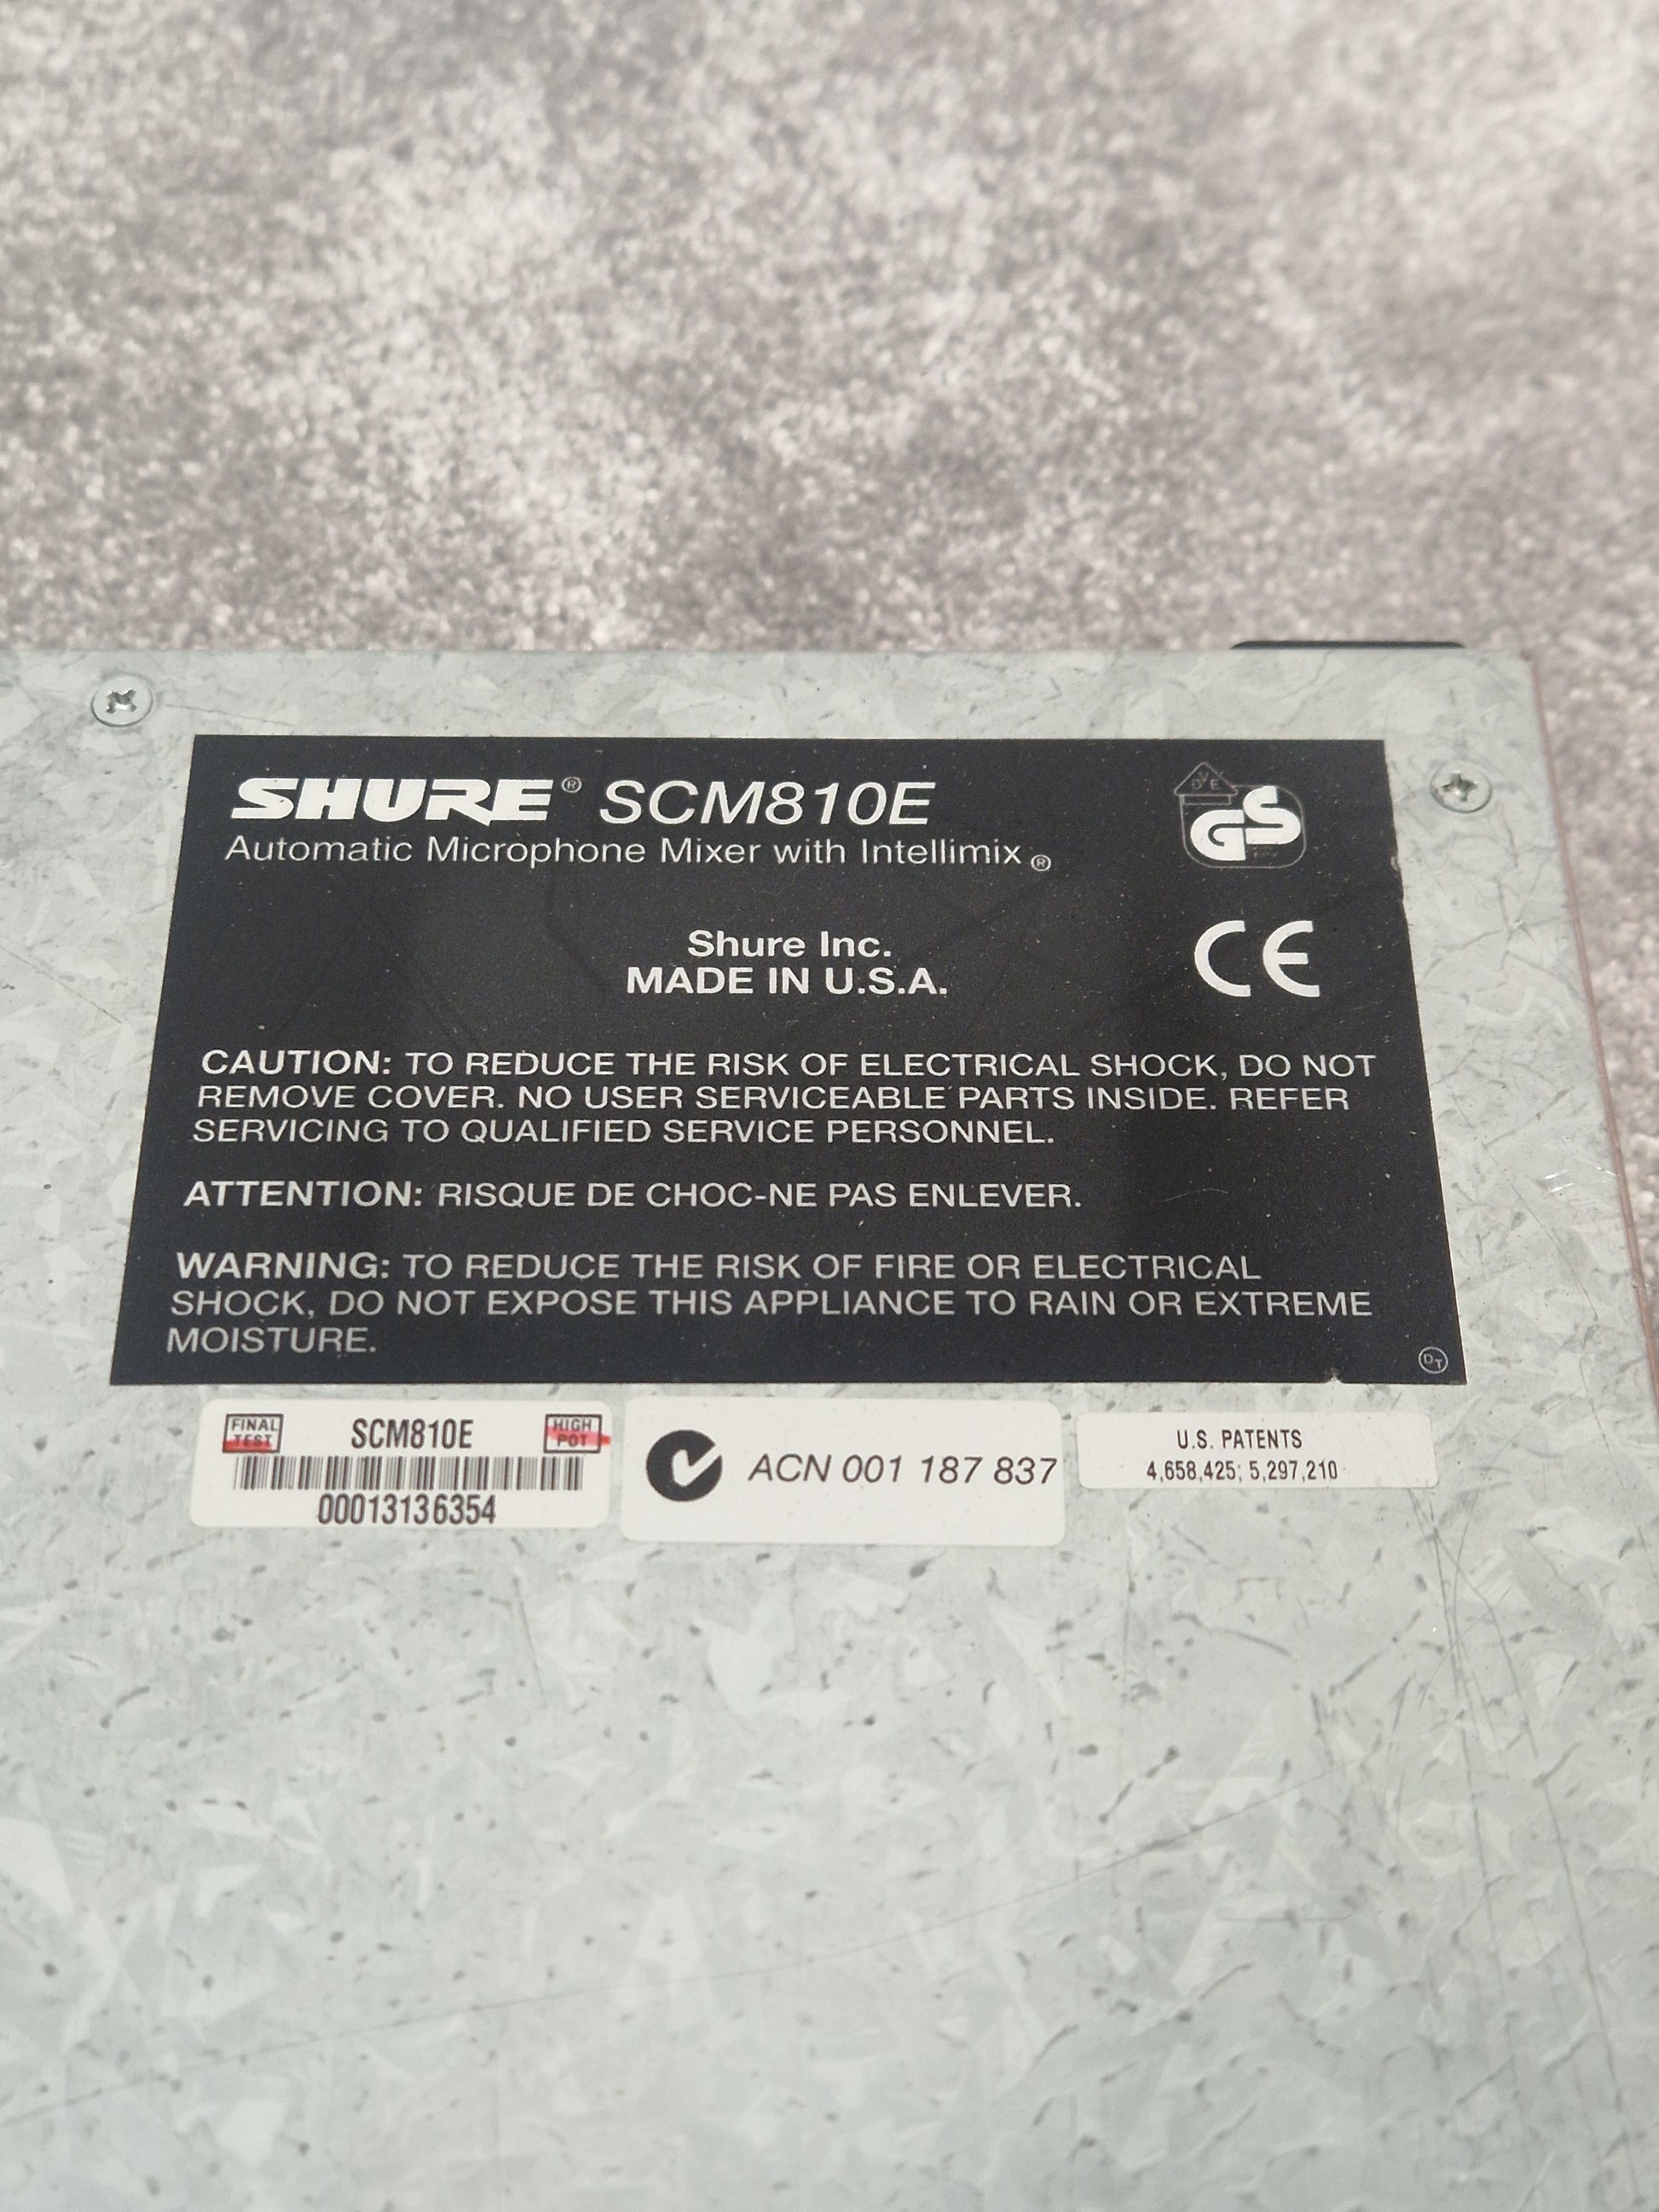 SHURE® SCM810E
Automatic Microphone Mixer with Intellimix®
DVE
GS
Shure Inc.
MADE IN U.S.A.
CE
CAUTION: TO REDUCE THE RISK OF ELECTRICAL SHOCK, DO NOT
REMOVE COVER. NO USER SERVICEABLE PARTS INSIDE. REFER
SERVICING TO QUALIFIED SERVICE PERSONNEL.
ATTENTION: RISQUE DE CHOC-NE PAS ENLEVER.
WARNING: TO REDUCE THE RISK OF FIRE OR ELECTRICAL
SHOCK, DO NOT EXPOSE THIS APPLIANCE TO RAIN OR EXTREME
MOISTURE.
DT
FINAL TEST
SCM810E
HIGH POT
00013136354
ACN 001 187 837
U.S. PATENTS
4,658,425; 5,297,210